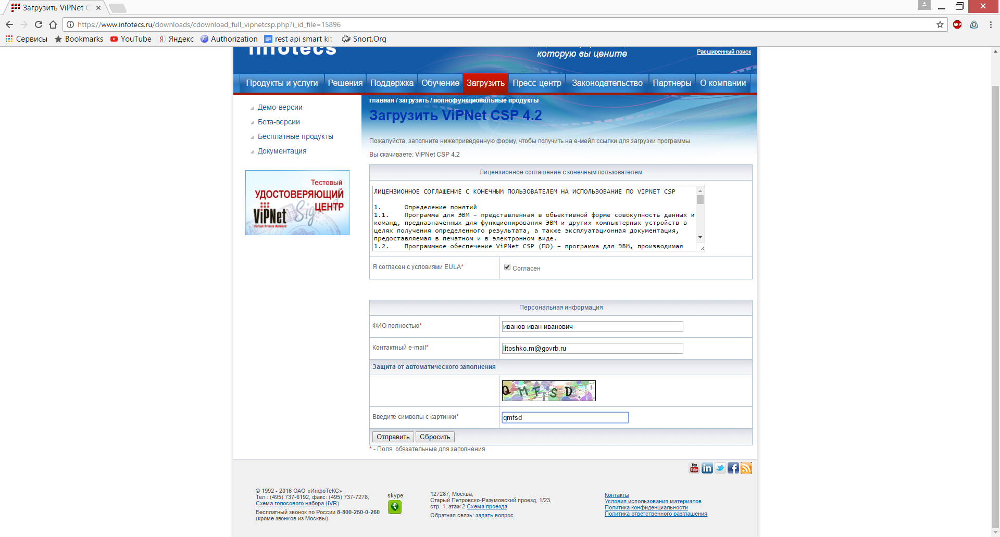 Загрузить ViPNet C
https://www.infotecs.ru/downloads/cdownload_full_vipnetcsp.php?i_id_file=15896
ABP
Сервисы Bookmarks YouTube Яндекс Authorization rest api smart kit Snort.Org
infotecs
которую вы цените
Расширенный поиск
Продукты и услуги Решения Поддержка Обучение Загрузить Пресс-центр Законодательство Партнеры О компании
Демо-версии
Бета-версии
Бесплатные продукты
Документация
Тестовый
УДОСТОВЕРЯЮЩИЙ
ЦЕНТР
ViPNet
Virtual Private Network
Sign
главная / загрузить / полнофункциональные продукты
Загрузить ViPNet CSP 4.2
Пожалуйста, заполните нижеприведенную форму, чтобы получить на е-мейл ссылки для загрузки программы.
Вы скачиваете: ViPNet CSP 4.2
Лицензионное соглашение с конечным пользователем
ЛИЦЕНЗИОННОЕ СОГЛАШЕНИЕ С КОНЕЧНЫМ ПОЛЬЗОВАТЕЛЕМ НА ИСПОЛЬЗОВАНИЕ ПО VIPNET CSP
1. Определение понятий
1.1. Программа для ЭВМ – представленная в объективной форме совокупность данных и
команд, предназначенных для функционирования ЭВМ и других компьютерных устройств в
целях получения определенного результата, а также эксплуатационная документация,
предоставляемая в печатном и в электронном виде.
1.2. Программное обеспечение ViPNet CSP (ПО) – программа для ЭВМ, производимая
Я согласен с условиями EULA* Согласен
Персональная информация
ФИО полностью* иванов иван иванович
Контактный e-mail* litoshko.m@govrb.ru
Защита от автоматического заполнения
QMFSD
Введите символы с картинки* qmfsd
Отправить Сбросить
* - Поля, обязательные для заполнения
You Tube in f
© 1992 - 2016 ОАО «ИнфоТеКС»
Тел.: (495) 737-6192, факс: (495) 737-7278,
Схема голосового набора (IVR)
Бесплатный звонок по России 8-800-250-0-260
(кроме звонков из Москвы)
skype:
127287, Москва,
Старый Петровско-Разумовский проезд, 1/23,
стр. 1, этаж 2 Схема проезда
Обратная связь: задать вопрос
Контакты
Условия использования материалов
Политика конфиденциальности
Политика ответственного разглашения